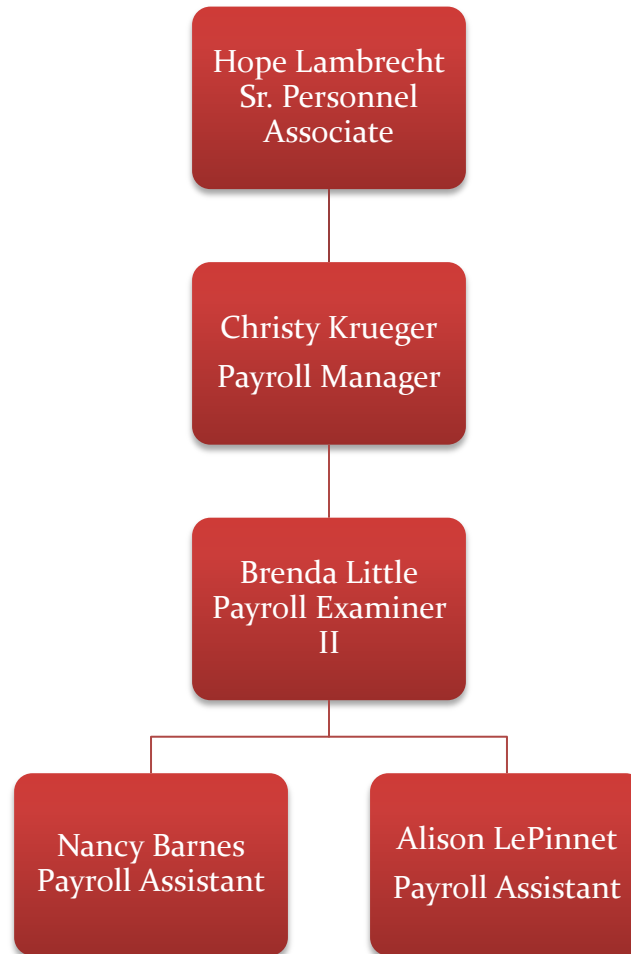 Hope Lambrecht
Sr. Personnel
Associate
Christy Krueger
Payroll Manager
Brenda Little
Payroll Examiner
II
Nancy Barnes
Payroll Assistant
Alison LePinnet
Payroll Assistant